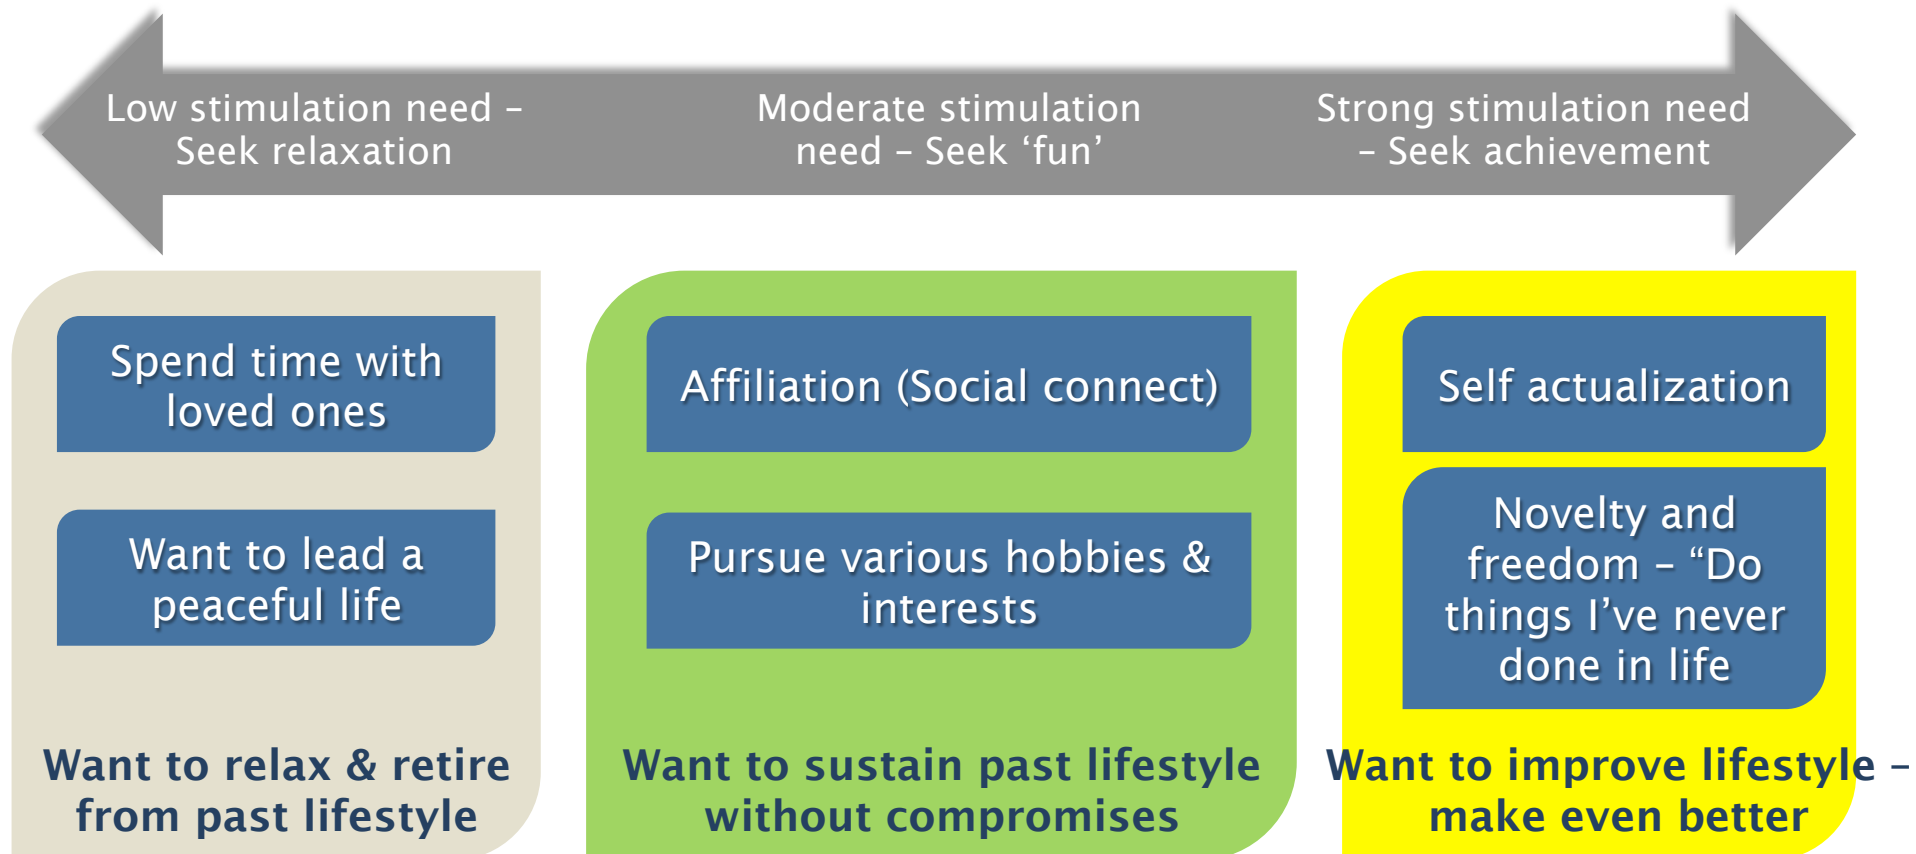 Low stimulation need –
Seek relaxation
Moderate stimulation
need – Seek ‘fun’
Strong stimulation need
– Seek achievement
Spend time with
loved ones
Want to lead a
peaceful life
Want to relax & retire
from past lifestyle
Affiliation (Social connect)
Pursue various hobbies &
interests
Want to sustain past lifestyle
without compromises
Self actualization
Novelty and
freedom – “Do
things I’ve never
done in life
Want to improve lifestyle –
make even better